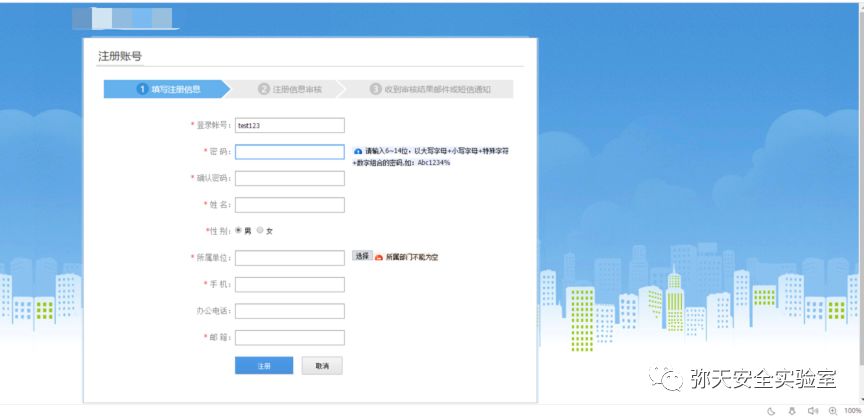 注册账号
1 填写注册信息 2 注册信息审核 3 收到审核结果邮件或短信通知
* 登录帐号: test123
* 密 码: 请输入6~14位,以大写字母+小写字母+特殊字符
+数字组合的密码,如:Abc1234%
* 确认密码:
* 姓 名:
*性 别: 男 女
* 所属单位: 选择 所属部门不能为空
* 手 机:
办公电话:
* 邮 箱:
注册 取消
弥天安全实验室
100%